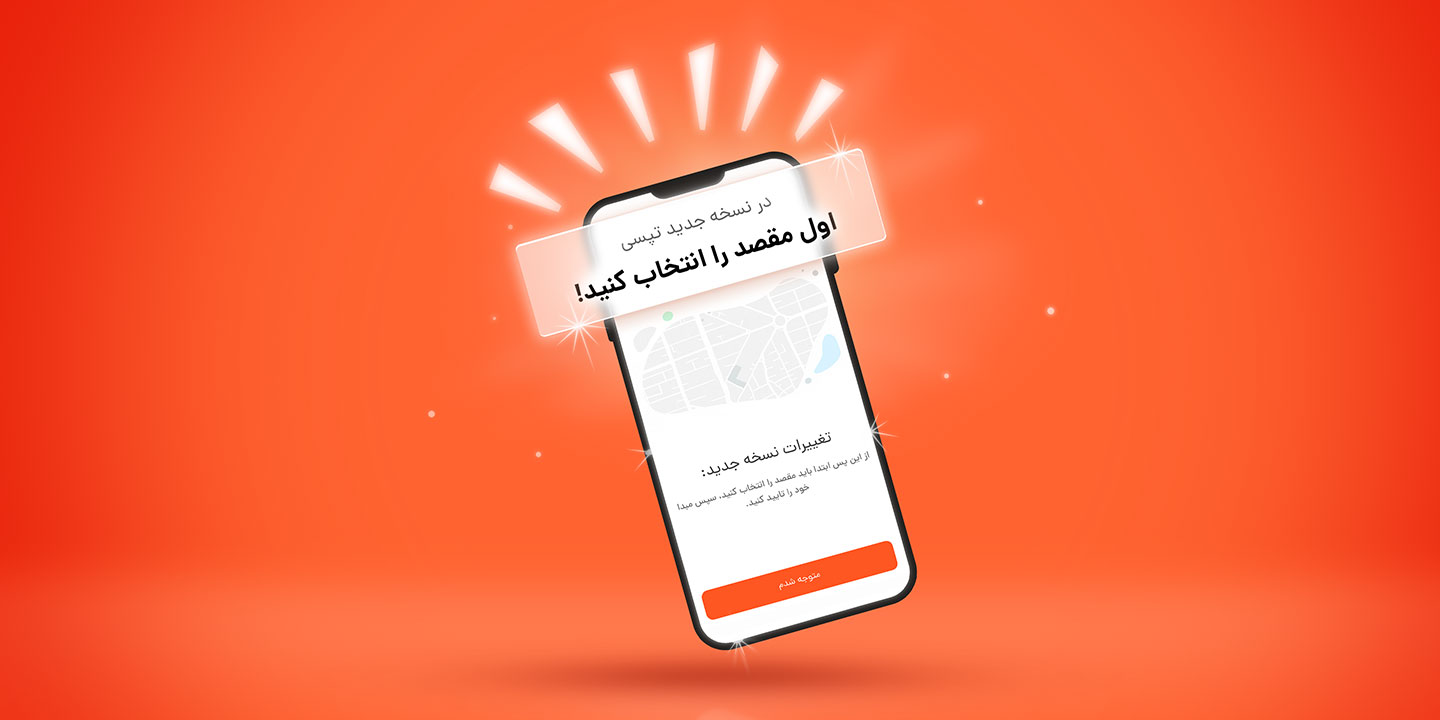 در نسخه جدید تپسی
اول مقصد را انتخاب کنید!
تغییرات نسخه جدید:
از این پس ابتدا باید مقصد را انتخاب کنید، سپس مبدا
خود را تایید کنید.
متوجه شدم